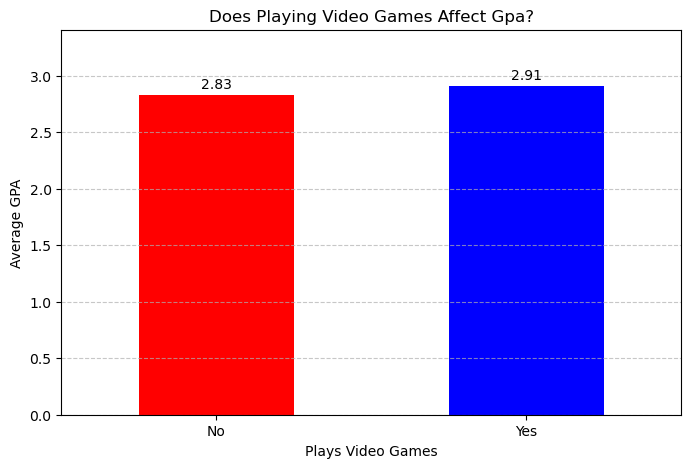 Does Playing Video Games Affect Gpa?
2.83
2.91
3.0
2.5
2.0
1.5
1.0
0.5
0.0
Average GPA
No
Yes
Plays Video Games